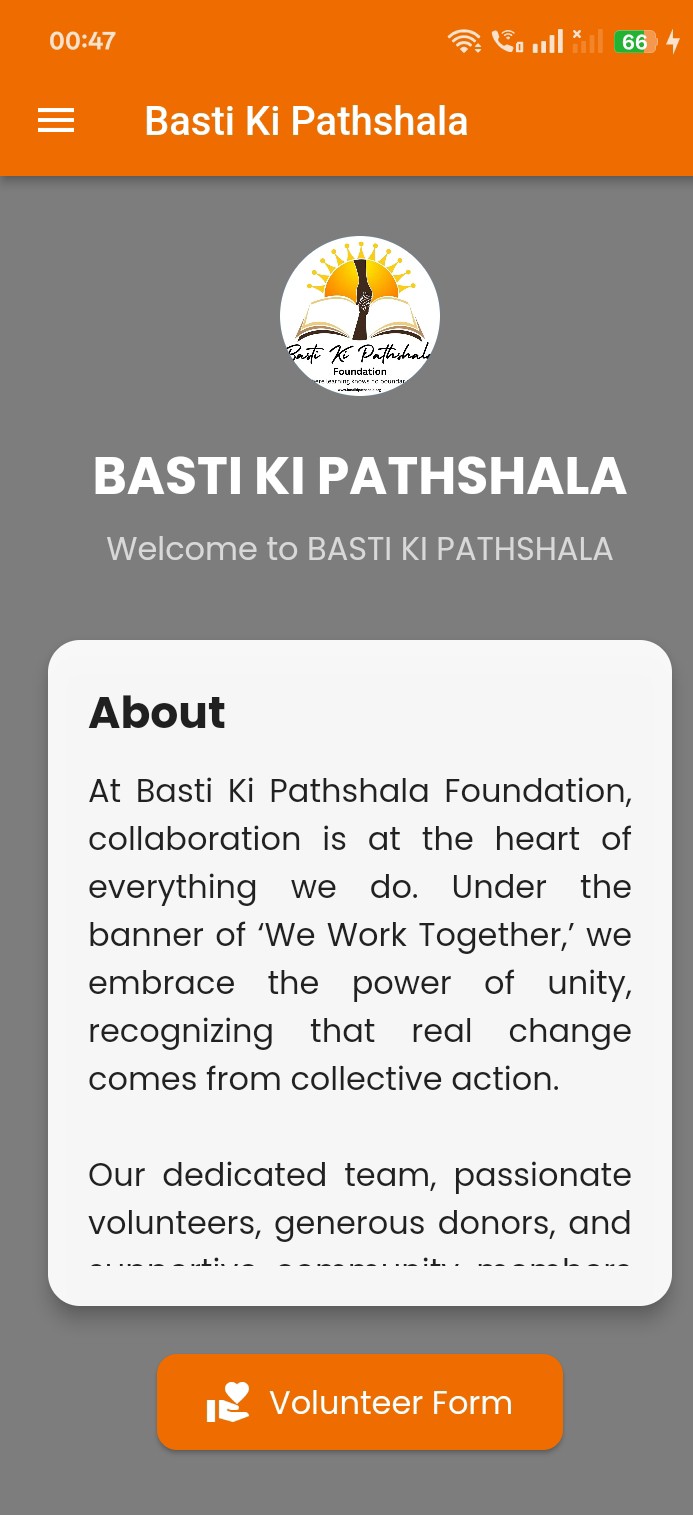 00:47
66
Basti Ki Pathshala
Basti Ki Pathshala
Foundation
BASTI KI PATHSHALA
Welcome to BASTI KI PATHSHALA
About
At Basti Ki Pathshala Foundation,
collaboration is at the heart of
everything we do. Under the
banner of ‘We Work Together,’ we
embrace the power of unity,
recognizing that real change
comes from collective action.
Our dedicated team, passionate
volunteers, generous donors, and
supportive community members
Volunteer Form